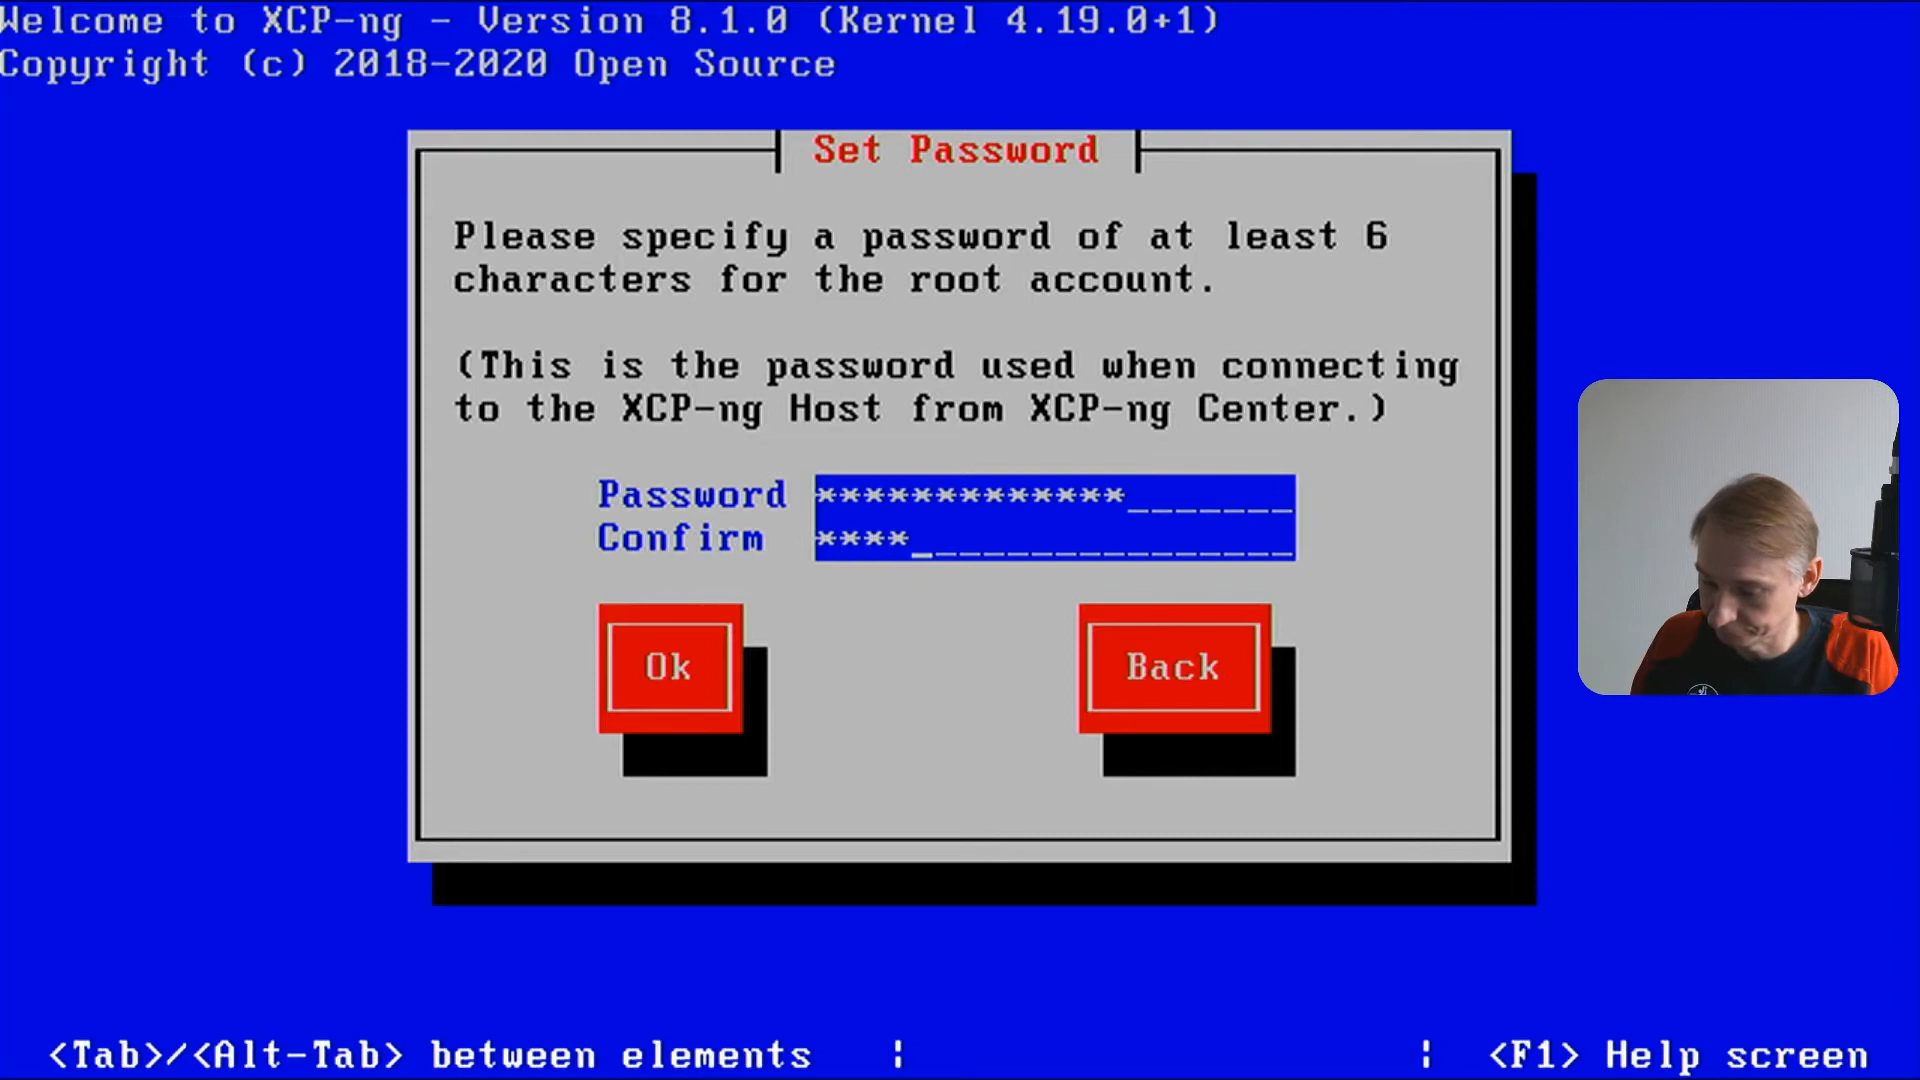 Welcome to XCP-ng - Version 8.1.0 (Kernel 4.19.0+1)
Copyright (c) 2018-2020 Open Source
Set Password
Please specify a password of at least 6
characters for the root account.
(This is the password used when connecting
to the XCP-ng Host from XCP-ng Center.)
Password *************_______
Confirm ****________________
Ok Back
<Tab>/<Alt-Tab> between elements | | <F1> Help screen